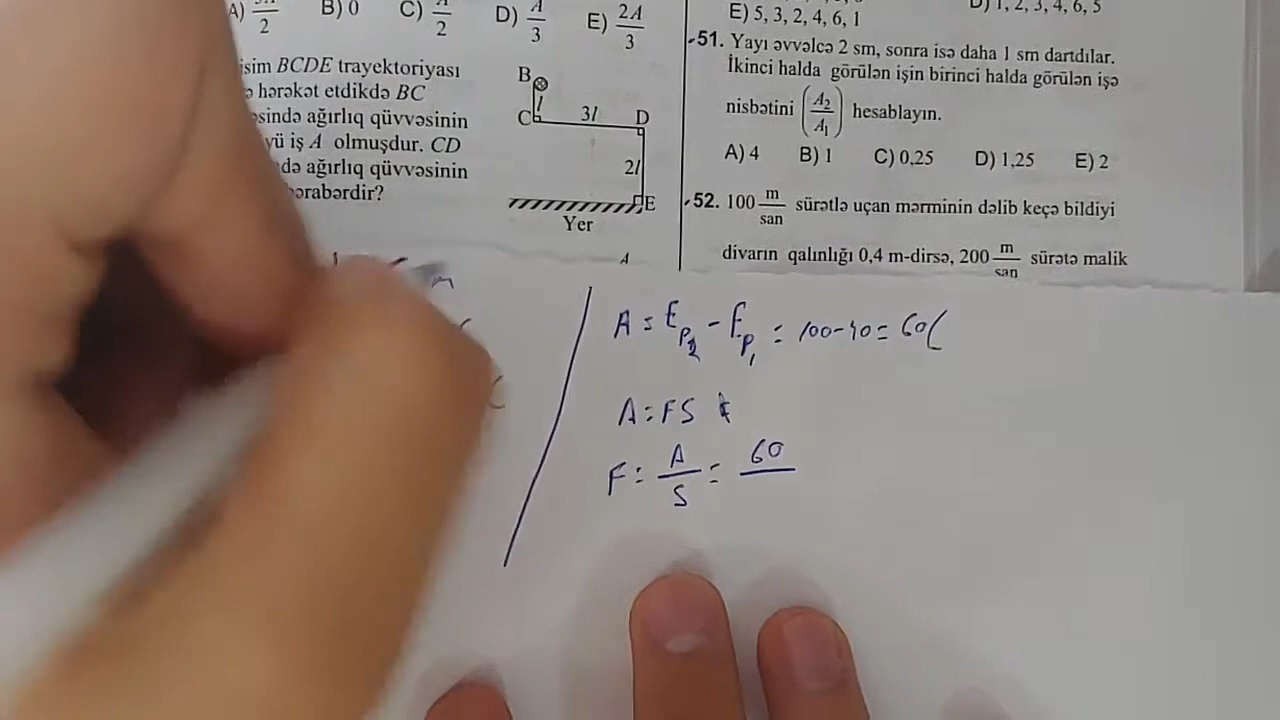 A)
2
B) 0
C) A/2
D) A/3
E) 2A/3
BCDE trayektoriyası
hərəkət etdikdə BC
ağırlıq qüvvəsinin
iş A olmuşdur. CD
ağırlıq qüvvəsinin
B
l
C
3l
D
2l
E
Yer
E) 5, 3, 2, 4, 6, 1
D) 1, 2, 3, 4, 6, 5
51. Yayı əvvəlcə 2 sm, sonra isə daha 1 sm dartdılar.
İkinci halda görülən işin birinci halda görülən işə
nisbətini (A₂/A₁) hesablayın.
A) 4 B) 1 C) 0,25 D) 1,25 E) 2
52. 100 m/san sürətlə uçan mərminin dəlib keçə bildiyi
divarın qalınlığı 0,4 m-dirsə, 200 m/san sürətə malik
A
A = E_P₂ - E_P₁ = 100-40 = 60
A = FS
F = A/S = 60